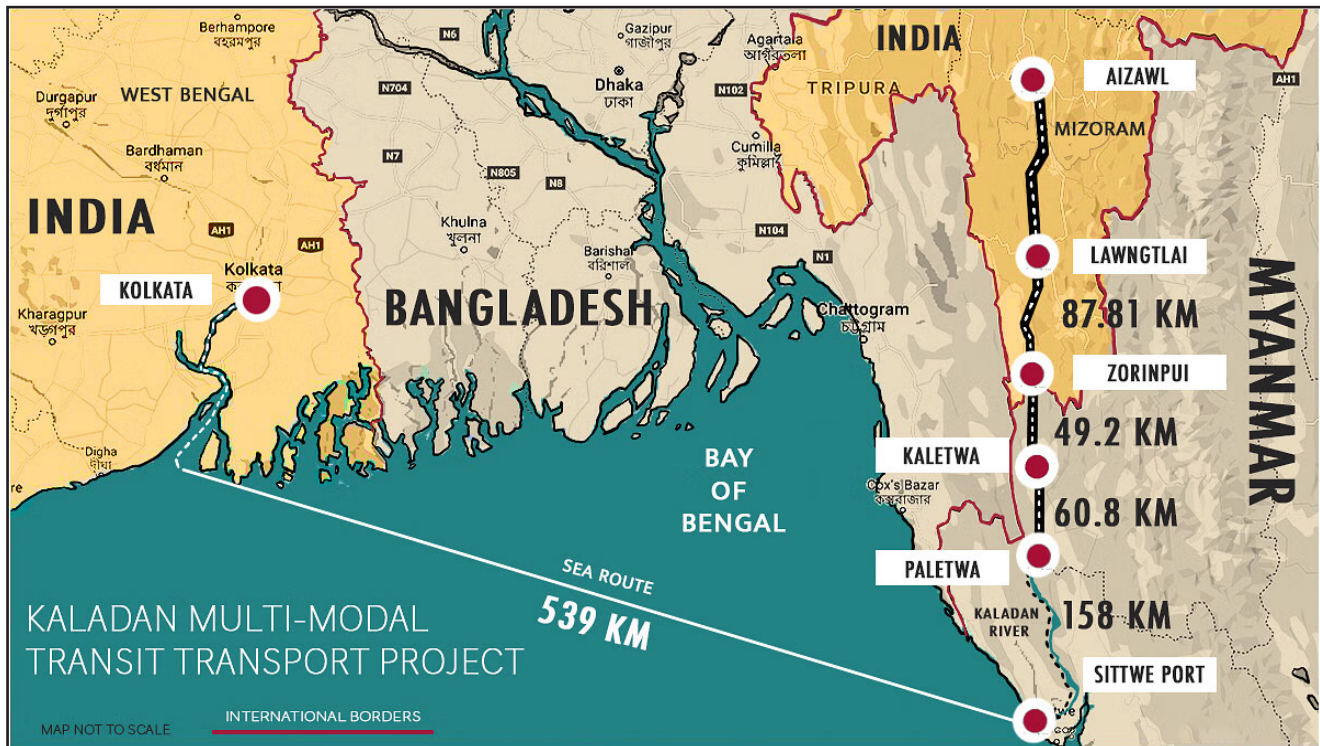 Berhampore
বহরমপুর
WEST BENGAL
Durgapur
দুর্গাপুর
Bardhaman
বর্ধমান
INDIA
AH1
AH1
Kolkata
KOLKATA
Kharagpur
খড়্গপুর
Digha
দীঘা
N6
N704
N7
N805
N8
Gazipur
গাজীপুর
Dhaka
ঢাকা
N102
Agartala
আগরতলা
Cumilla
কুমিল্লা
Khulna
খুলনা
Barishal
বরিশাল
N104
N1
BANGLADESH
Chattogram
চট্টগ্রাম
INDIA
TRIPURA
MIZORAM
AH1
AIZAWL
LAWNGTLAI
87.81 KM
ZORINPUI
49.2 KM
KALETWA
60.8 KM
PALETWA
158 KM
KALADAN
RIVER
SITTWE PORT
MYANMAR
Cox's Bazar
কক্সবাজার
BAY
OF
BENGAL
SEA ROUTE
539 KM
KALADAN MULTI-MODAL
TRANSIT TRANSPORT PROJECT
INTERNATIONAL BORDERS
MAP NOT TO SCALE